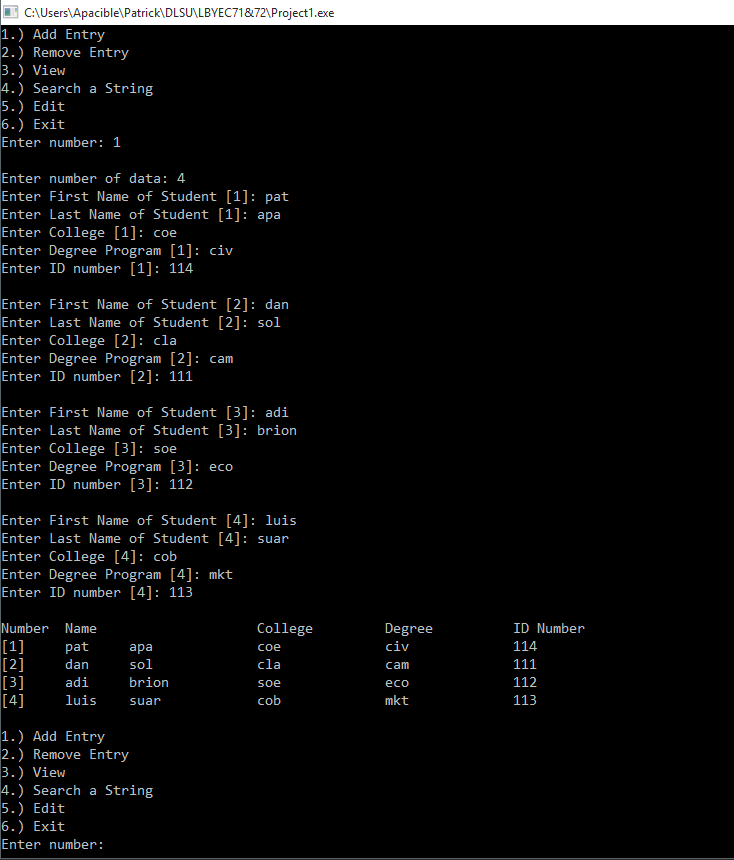 C:\Users\Apacible\Patrick\DLSU\LBYEC71&72\Project1.exe
1.) Add Entry
2.) Remove Entry
3.) View
4.) Search a String
5.) Edit
6.) Exit
Enter number: 1
Enter number of data: 4
Enter First Name of Student [1]: pat
Enter Last Name of Student [1]: apa
Enter College [1]: coe
Enter Degree Program [1]: civ
Enter ID number [1]: 114
Enter First Name of Student [2]: dan
Enter Last Name of Student [2]: sol
Enter College [2]: cla
Enter Degree Program [2]: cam
Enter ID number [2]: 111
Enter First Name of Student [3]: adi
Enter Last Name of Student [3]: brion
Enter College [3]: soe
Enter Degree Program [3]: eco
Enter ID number [3]: 112
Enter First Name of Student [4]: luis
Enter Last Name of Student [4]: suar
Enter College [4]: cob
Enter Degree Program [4]: mkt
Enter ID number [4]: 113
Number Name College Degree ID Number
[1] pat apa coe civ 114
[2] dan sol cla cam 111
[3] adi brion soe eco 112
[4] luis suar cob mkt 113
1.) Add Entry
2.) Remove Entry
3.) View
4.) Search a String
5.) Edit
6.) Exit
Enter number: